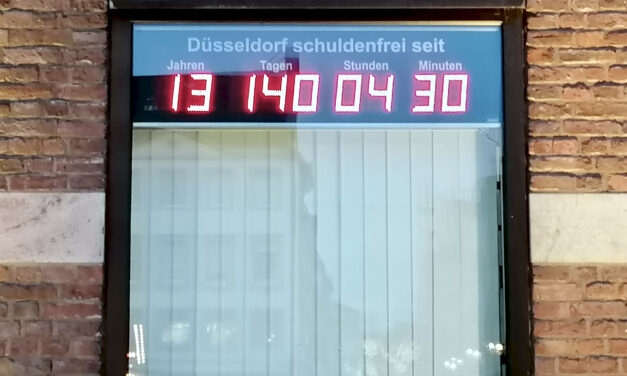 Düsseldorf schuldenfrei seit
Jahren Tagen Stunden Minuten
13 140 04 30